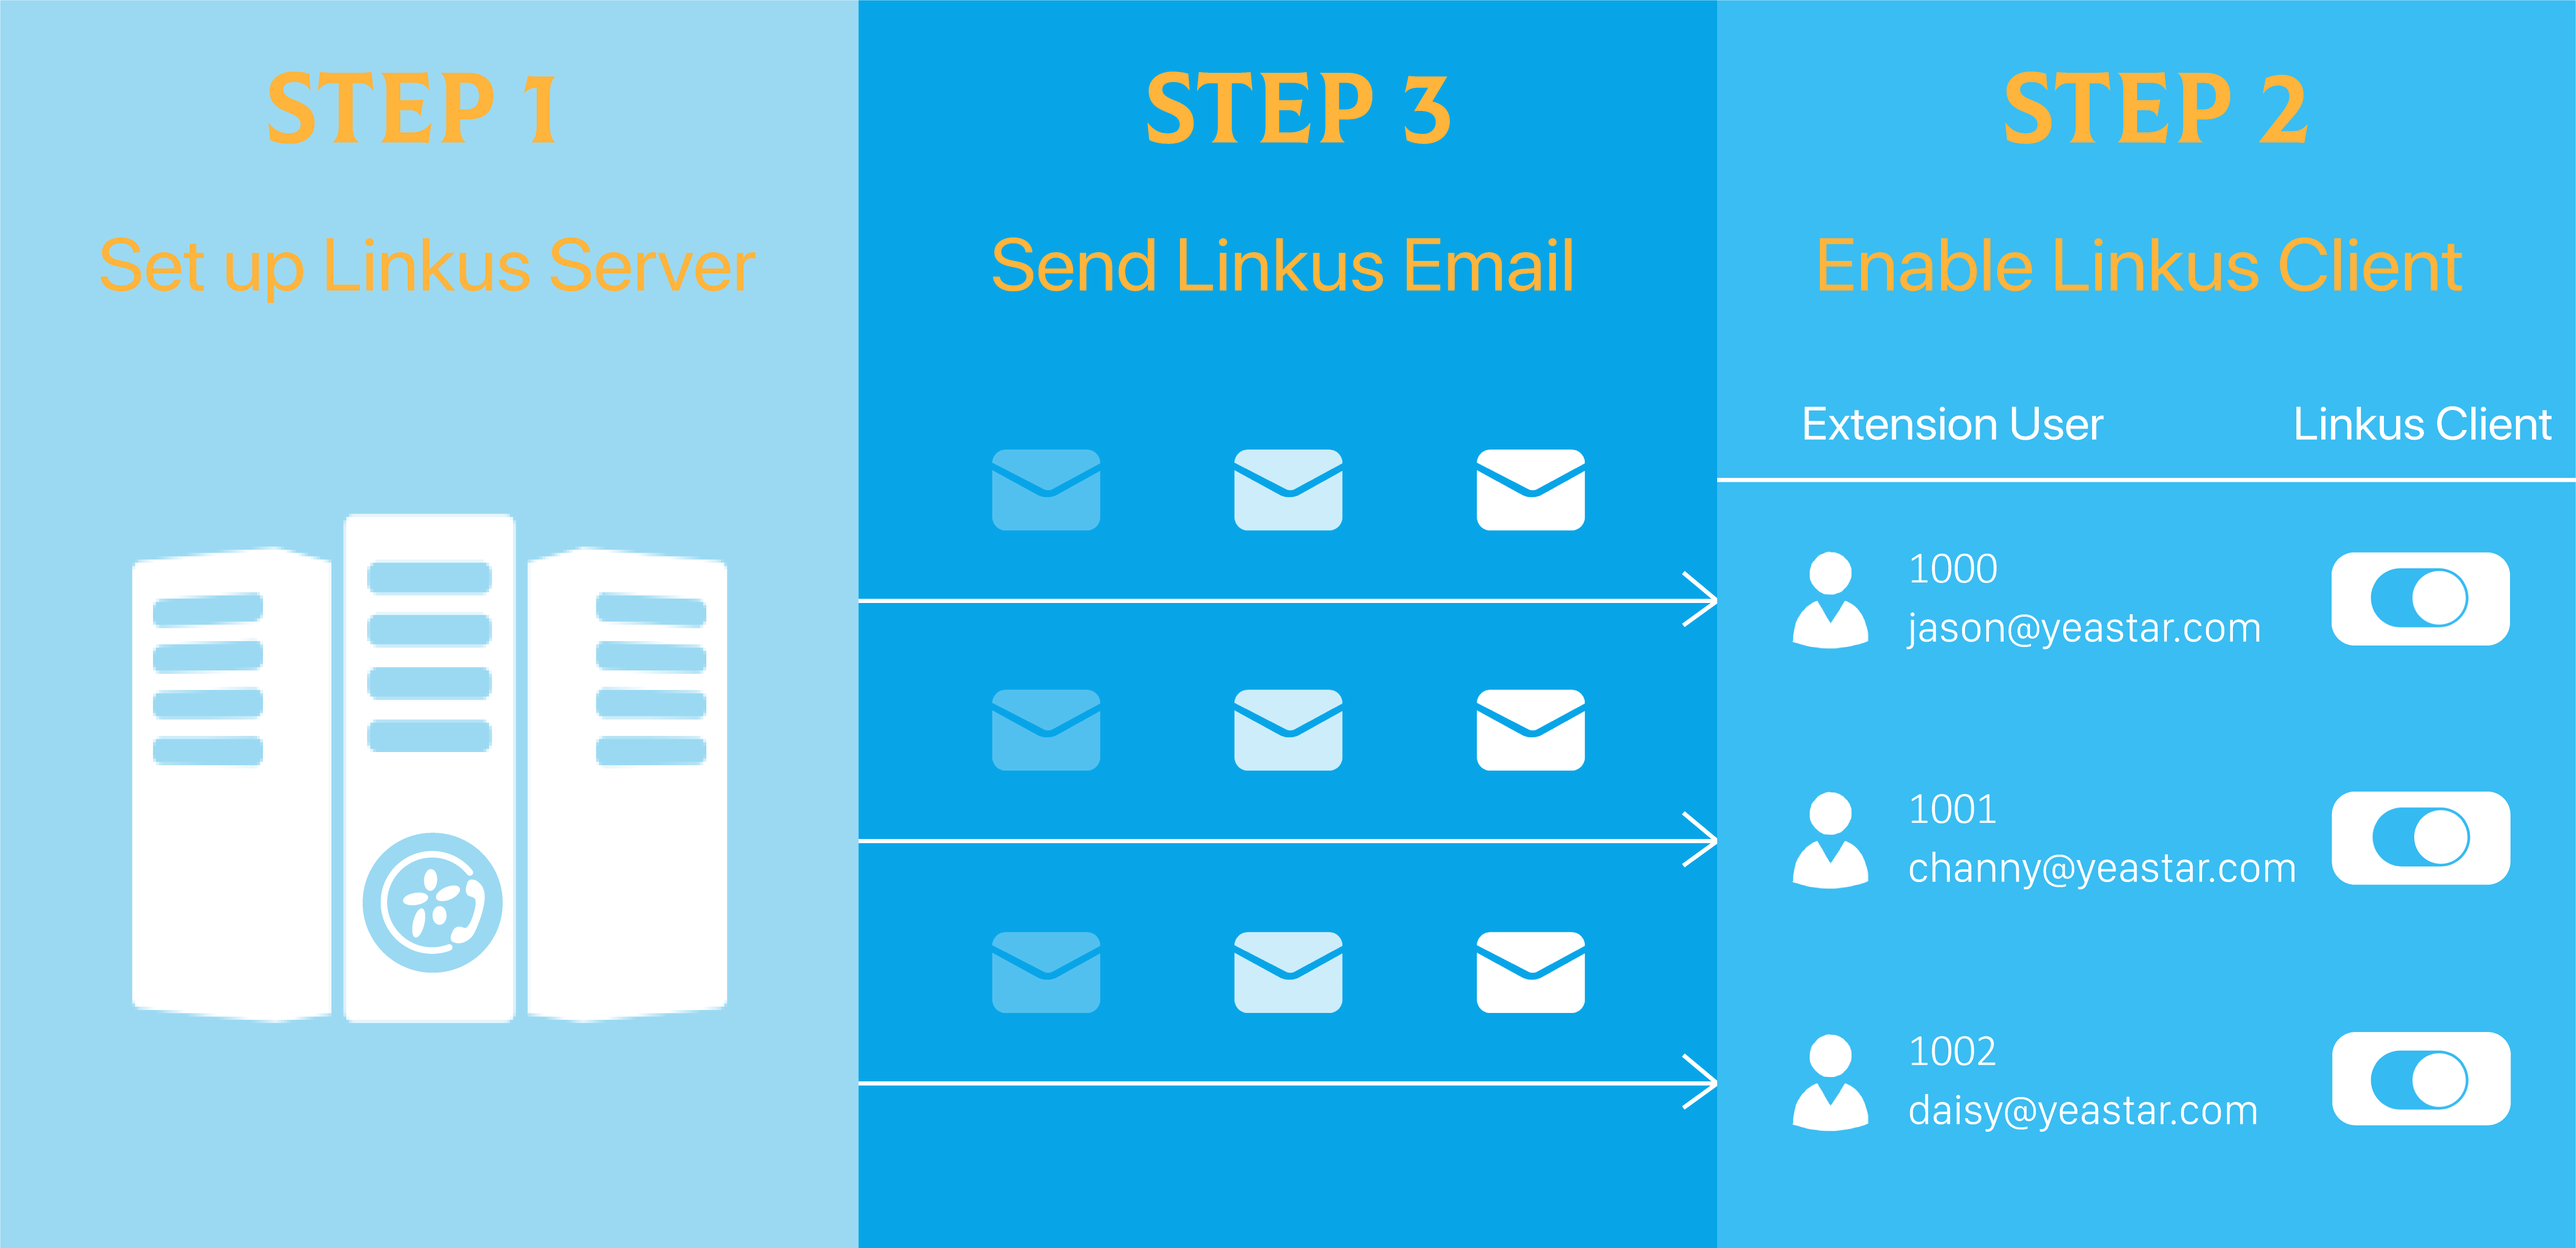 STEP 1
Set up Linkus Server
STEP 3
Send Linkus Email
STEP 2
Enable Linkus Client
Extension User Linkus Client
1000
jason@yeastar.com
1001
channy@yeastar.com
1002
daisy@yeastar.com